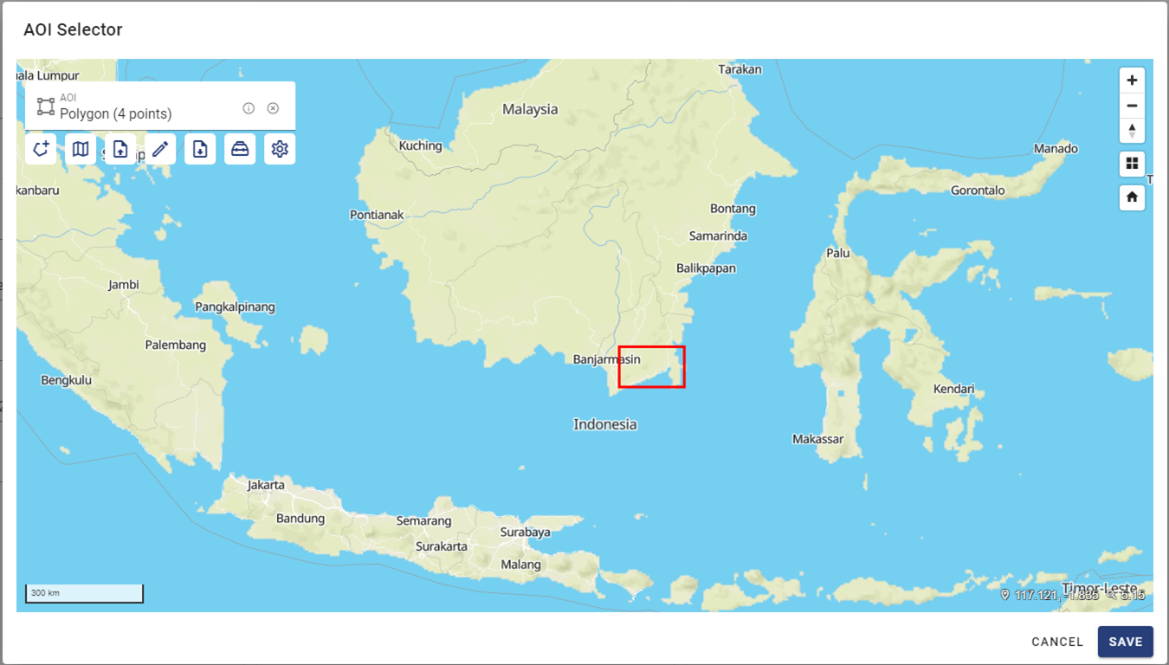 AOI Selector
ala Lumpur
Tarakan
AOI
Polygon (4 points)
Malaysia
Kuching
Manado
kanbaru
Gorontalo
Pontianak
Bontang
Samarinda
Palu
Balikpapan
Jambi
Pangkalpinang
Palembang
Banjarmasin
Bengkulu
Kendari
Indonesia
Makassar
Jakarta
Bandung
Semarang
Surabaya
Surakarta
Malang
300 km
Timor-Leste
117.121, -1.835 5.15
CANCEL
SAVE